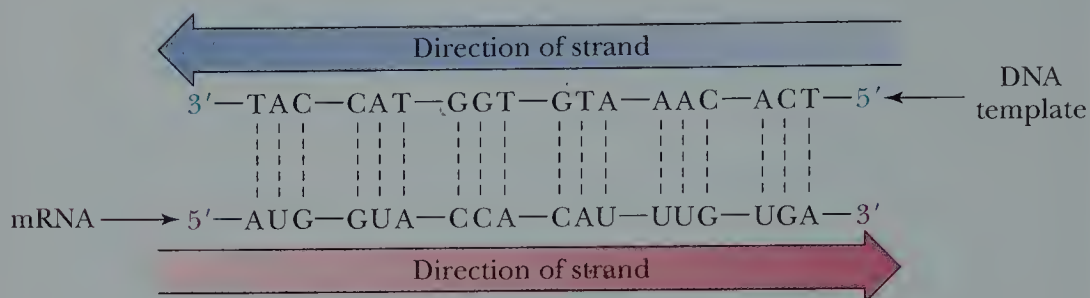 Direction of strand
3′—TAC—CAT—GGT—GTA—AAC—ACT—5′
DNA
template
mRNA
5′—AUG—GUA—CCA—CAU—UUG—UGA—3′
Direction of strand